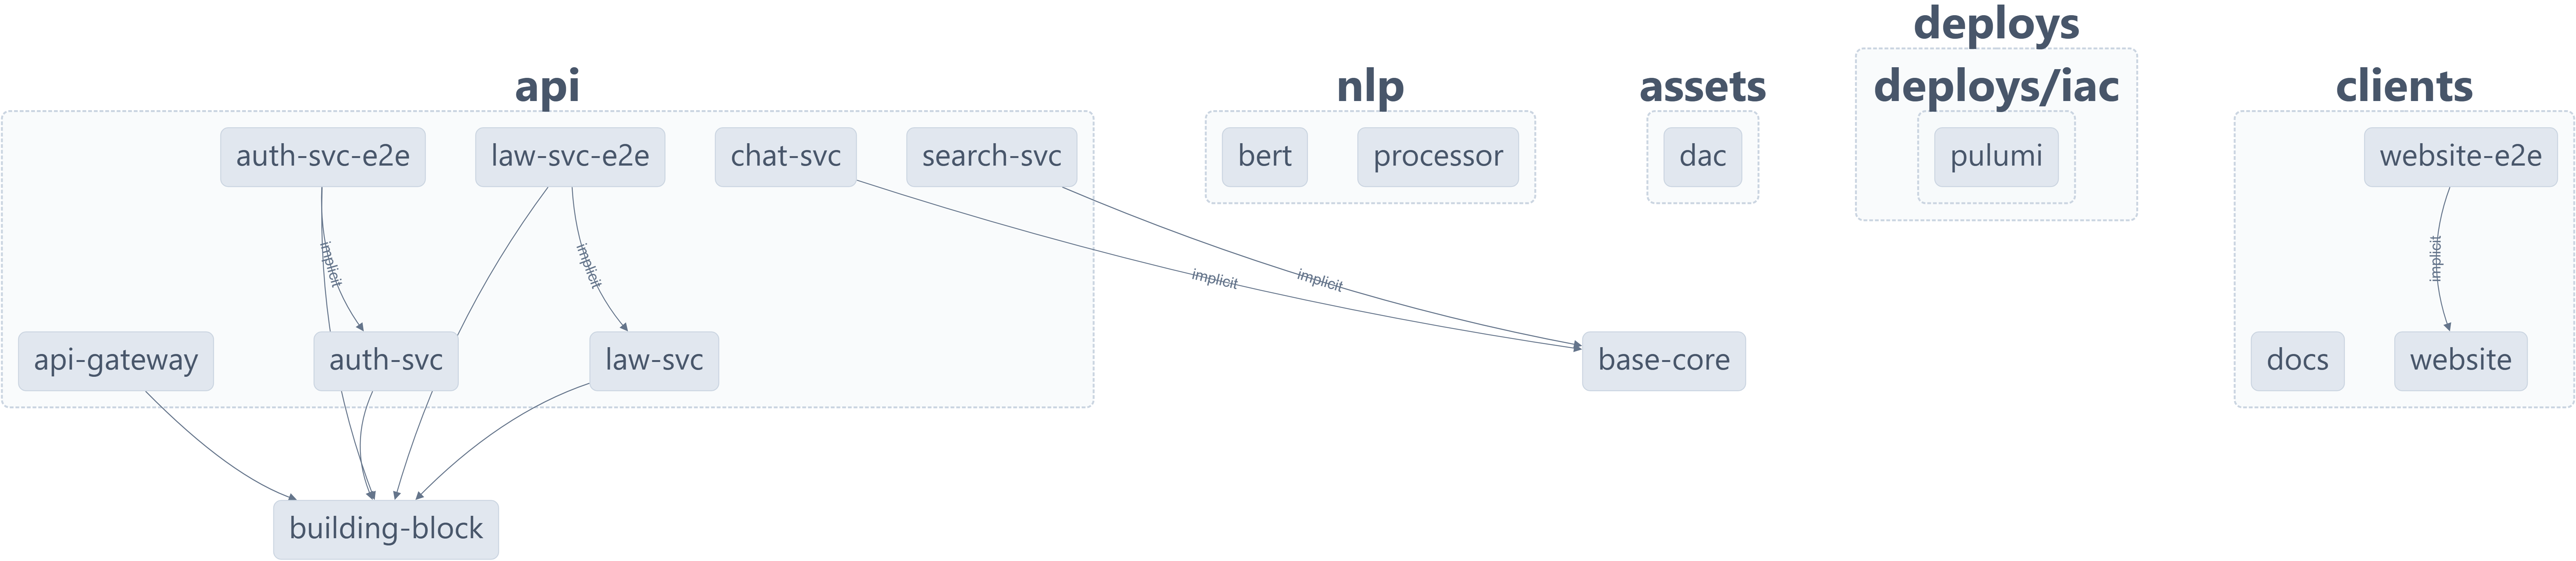 deploys
api
nlp
assets
deploys/iac
clients
auth-svc-e2e
law-svc-e2e
chat-svc
search-svc
bert
processor
dac
pulumi
website-e2e
implicit
implicit
implicit
implicit
implicit
api-gateway
auth-svc
law-svc
base-core
docs
website
building-block